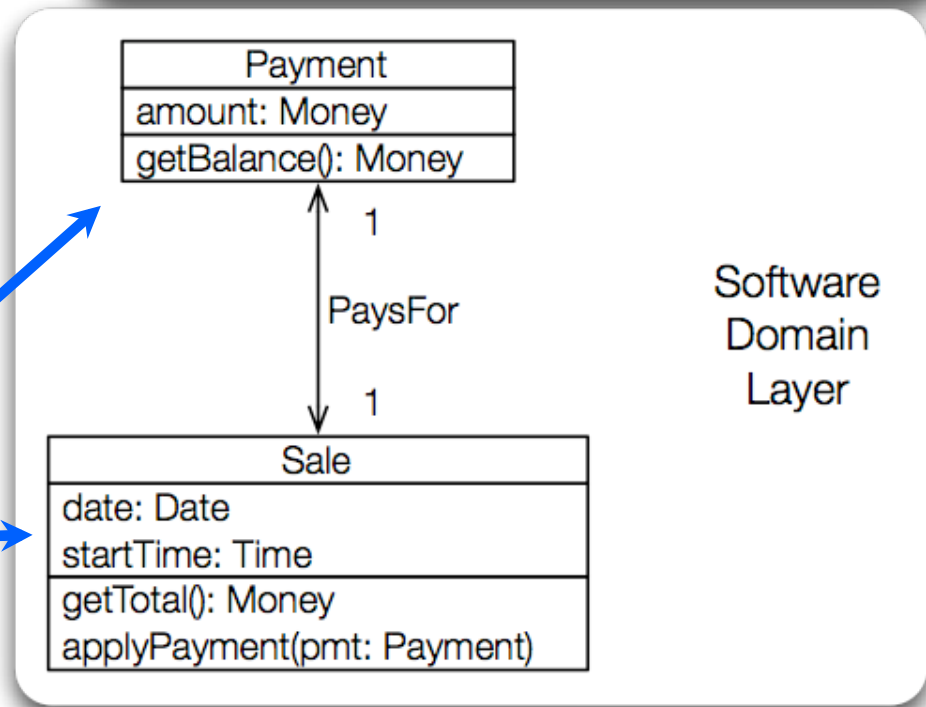 Payment
amount: Money
getBalance(): Money
1
PaysFor
1
Software
Domain
Layer
Sale
date: Date
startTime: Time
getTotal(): Money
applyPayment(pmt: Payment)